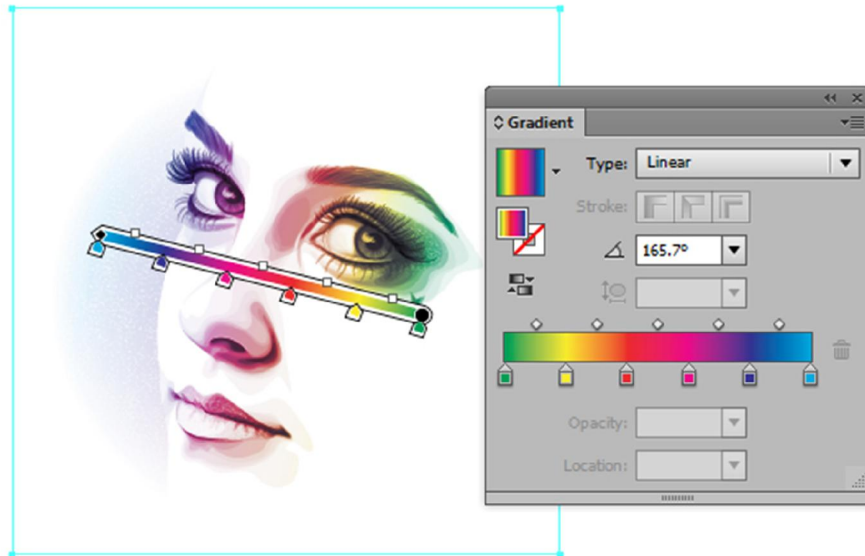 Gradient
Type: Linear
Stroke:
165.7°
Opacity:
Location: